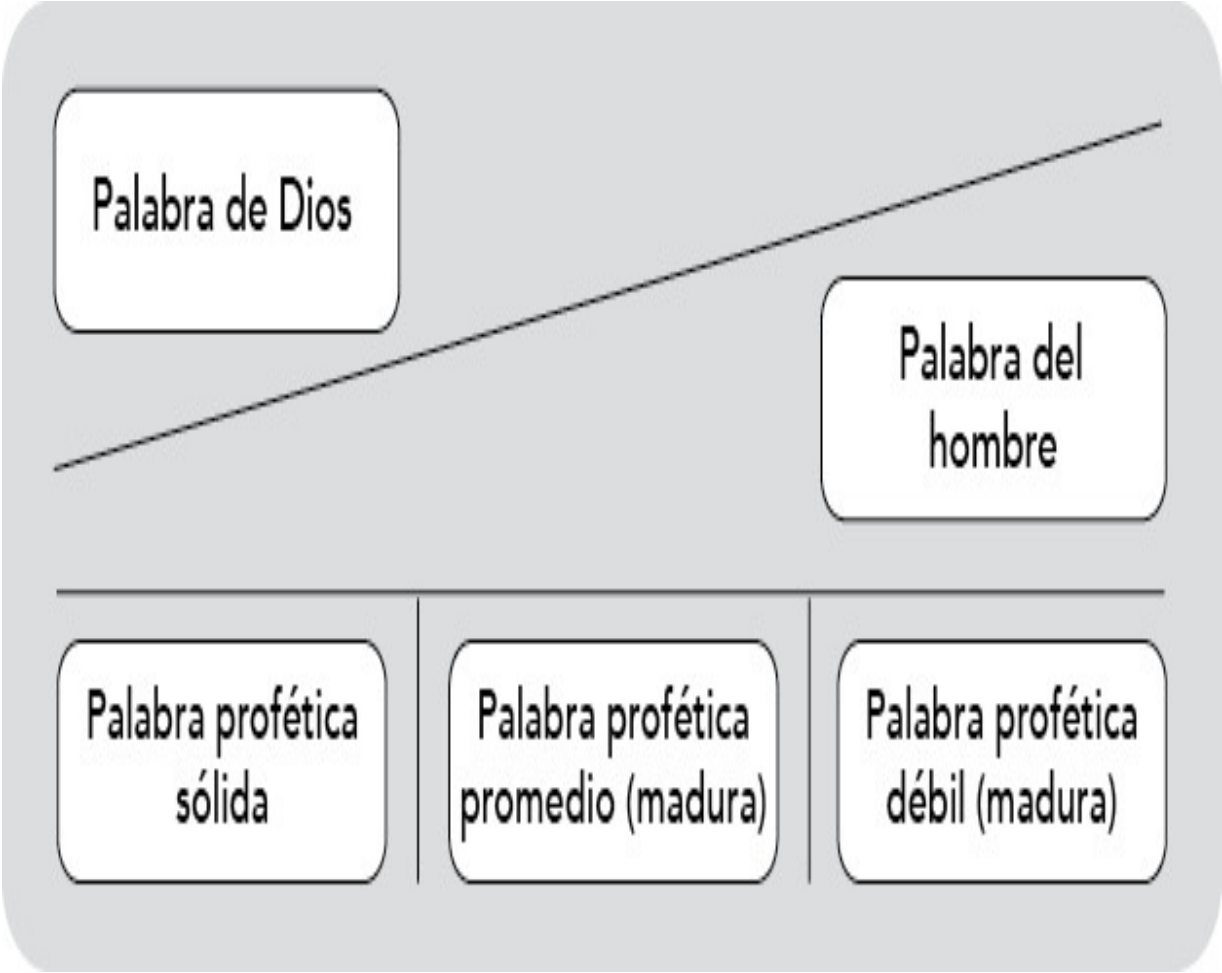 Palabra de Dios
Palabra del
hombre
Palabra profética
sólida
Palabra profética
promedio (madura)
Palabra profética
débil (madura)